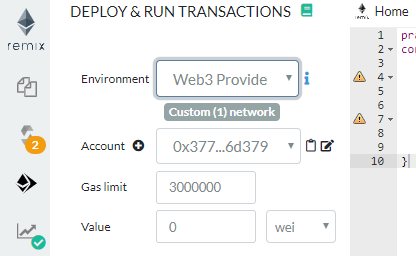 DEPLOY & RUN TRANSACTIONS
Home
remix
Environment
Web3 Provide
i
Custom (1) network
Account
0x377...6d379
Gas limit
3000000
Value
0
wei
2
1
pra
2
con
3
4
5
6
7
8
9
10
}